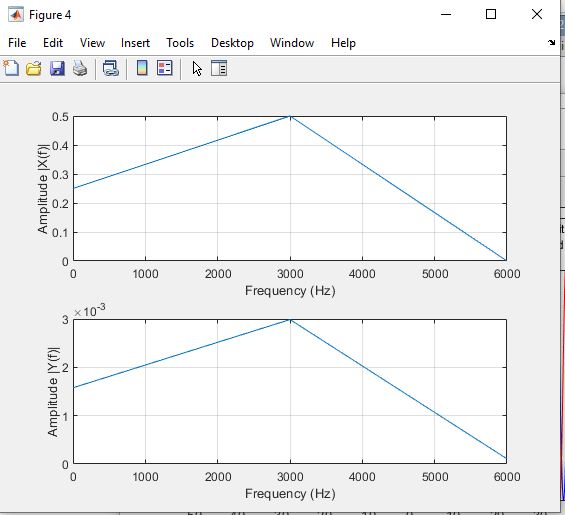 Figure 4
File Edit View Insert Tools Desktop Window Help
0.5
0.4
0.3
0.2
0.1
0
Amplitude |X(f)|
0 1000 2000 3000 4000 5000 6000
Frequency (Hz)
×10-3
3
2
1
0
Amplitude |Y(f)|
0 1000 2000 3000 4000 5000 6000
Frequency (Hz)